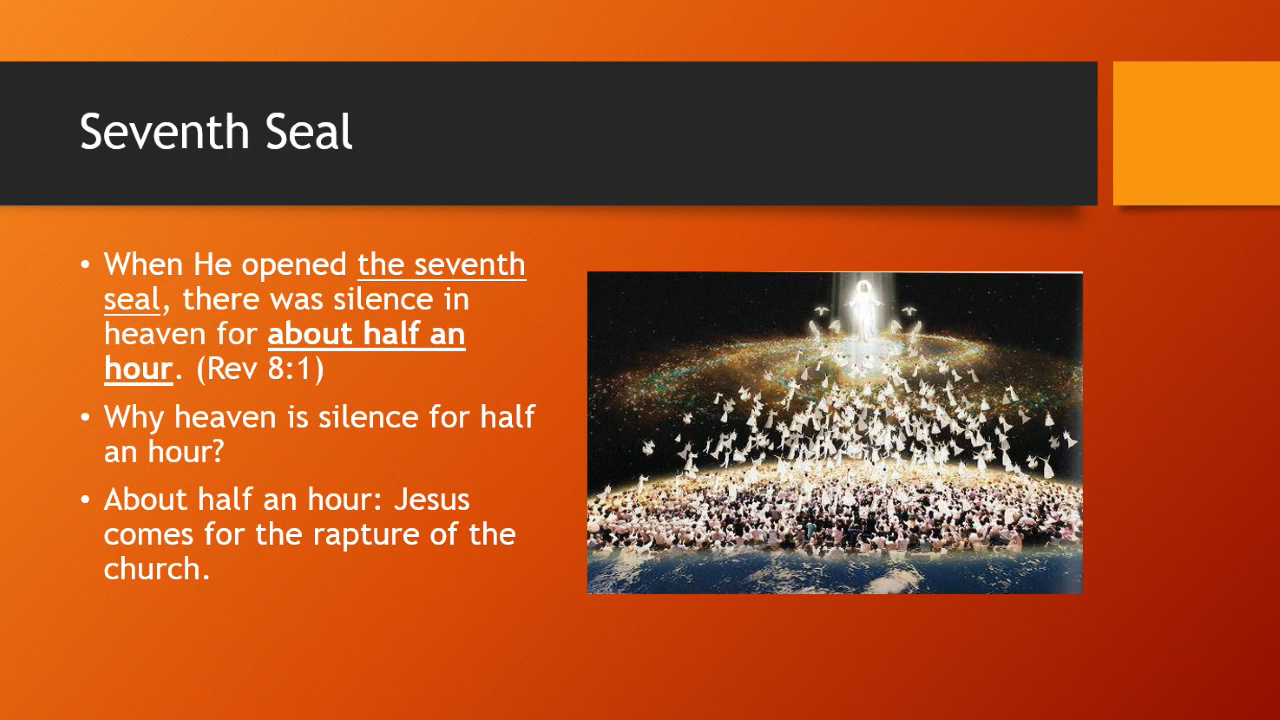 Seventh Seal
• When He opened the seventh
seal, there was silence in
heaven for about half an
hour. (Rev 8:1)
• Why heaven is silence for half
an hour?
• About half an hour: Jesus
comes for the rapture of the
church.